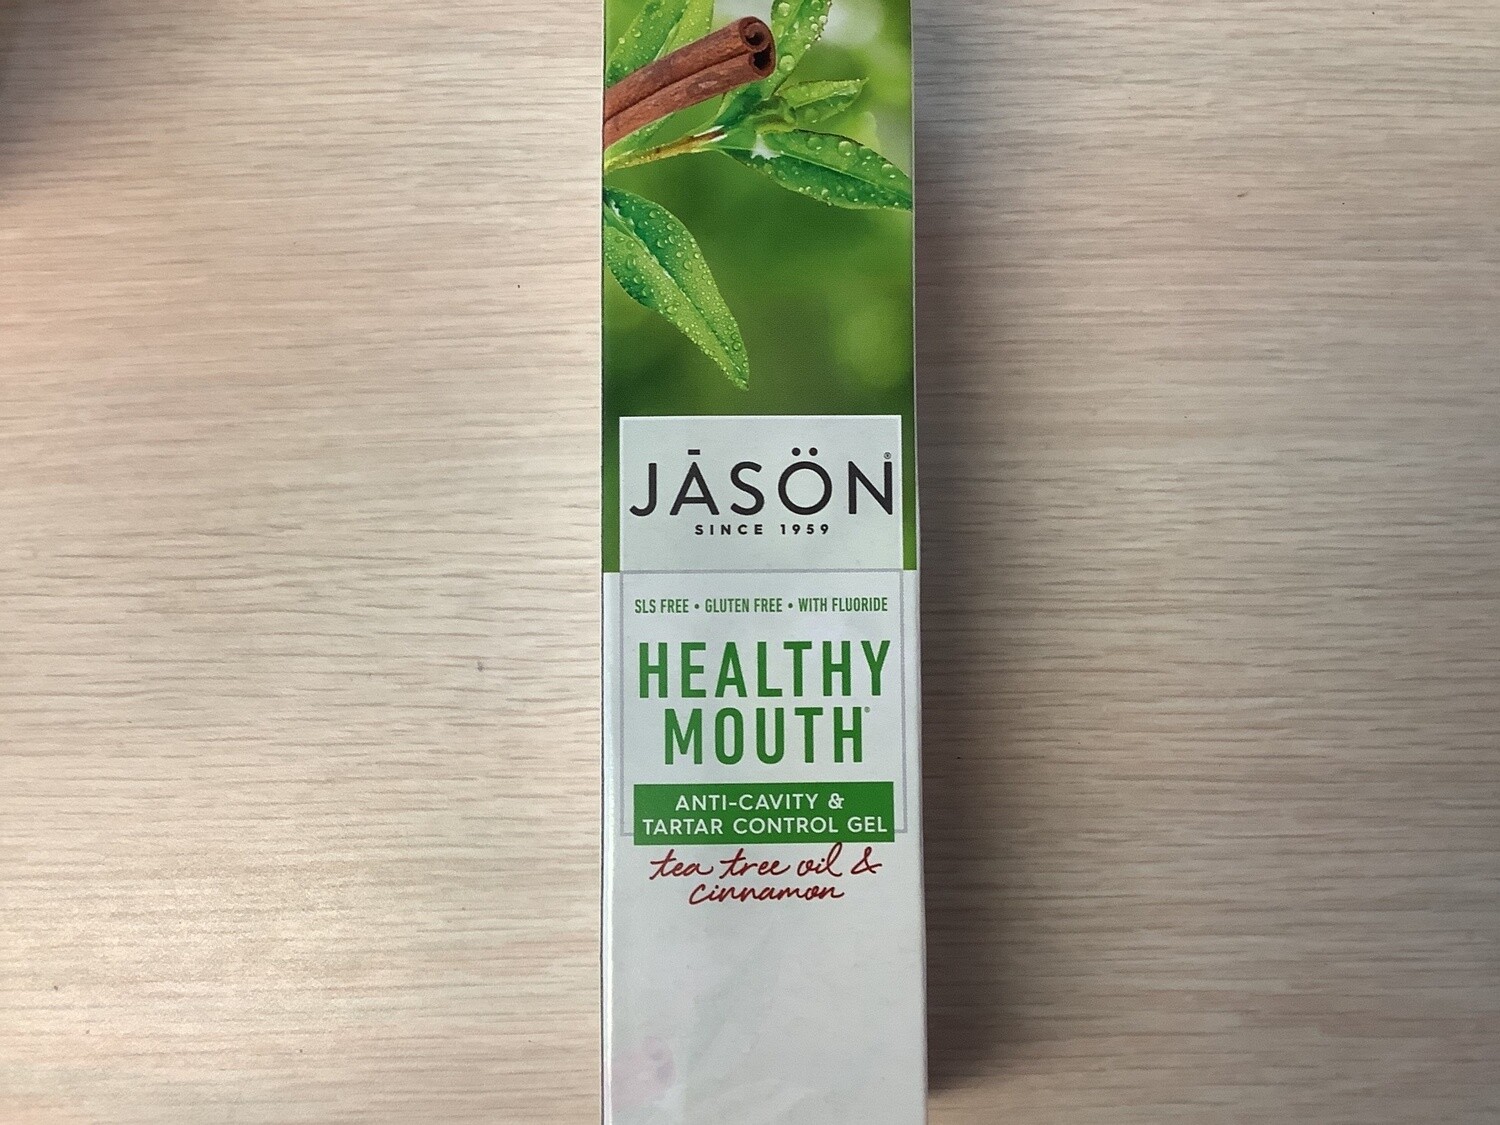 JĀSÖN®
SINCE 1959
SLS FREE • GLUTEN FREE • WITH FLUORIDE
HEALTHY
MOUTH®
ANTI-CAVITY &
TARTAR CONTROL GEL
tea tree oil &
cinnamon